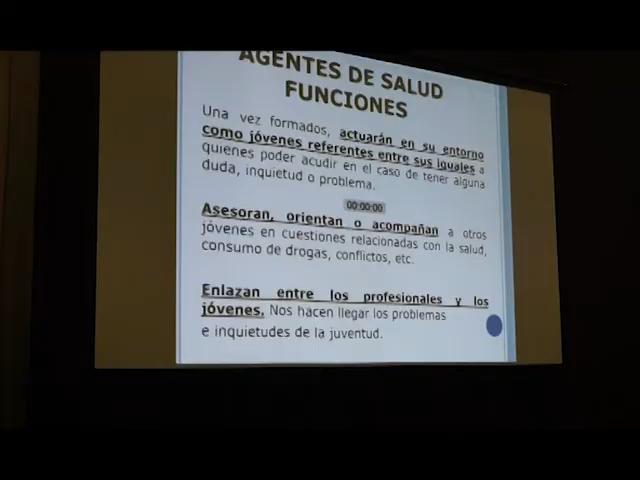 AGENTES DE SALUD
FUNCIONES
Una vez formados, actuarán en su entorno
como jóvenes referentes entre sus iguales a
quienes poder acudir en el caso de tener alguna
duda, inquietud o problema.
00:00:00
Asesoran, orientan o acompañan a otros
jóvenes en cuestiones relacionadas con la salud,
consumo de drogas, conflictos, etc.
Enlazan entre los profesionales y los
jóvenes. Nos hacen llegar los problemas
e inquietudes de la juventud.